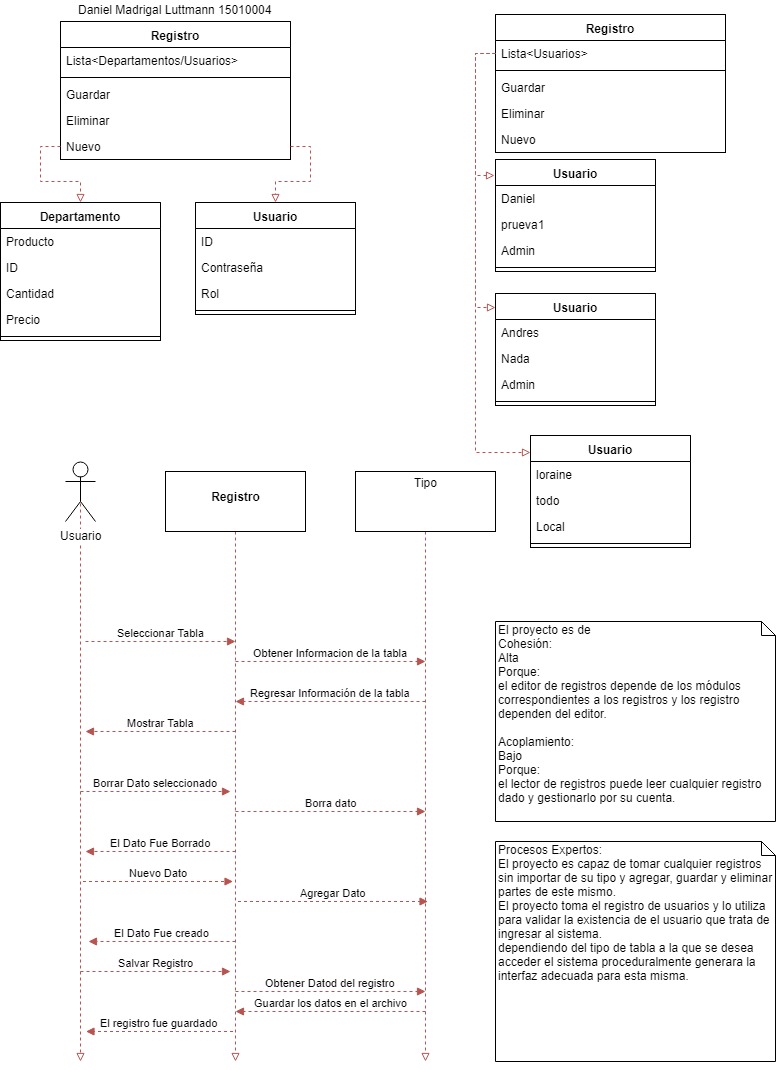 Daniel Madrigal Luttmann 15010004
Registro
Lista<Departamentos/Usuarios>
Guardar
Eliminar
Nuevo
Departamento
Producto
ID
Cantidad
Precio
Usuario
ID
Contraseña
Rol
Registro
Lista<Usuarios>
Guardar
Eliminar
Nuevo
Usuario
Daniel
prueva1
Admin
Usuario
Andres
Nada
Admin
Usuario
loraine
todo
Local
Usuario
Registro
Tipo
Seleccionar Tabla
Obtener Informacion de la tabla
Regresar Información de la tabla
Mostrar Tabla
Borrar Dato seleccionado
Borra dato
El Dato Fue Borrado
Nuevo Dato
Agregar Dato
El Dato Fue creado
Salvar Registro
Obtener Datod del registro
Guardar los datos en el archivo
El registro fue guardado
El proyecto es de
Cohesión:
Alta
Porque:
el editor de registros depende de los módulos
correspondientes a los registros y los registro
dependen del editor.
Acoplamiento:
Bajo
Porque:
el lector de registros puede leer cualquier registro
dado y gestionarlo por su cuenta.
Procesos Expertos:
El proyecto es capaz de tomar cualquier registros
sin importar de su tipo y agregar, guardar y eliminar
partes de este mismo.
El proyecto toma el registro de usuarios y lo utiliza
para validar la existencia de el usuario que trata de
ingresar al sistema.
dependiendo del tipo de tabla a la que se desea
acceder el sistema proceduralmente generara la
interfaz adecuada para esta misma.